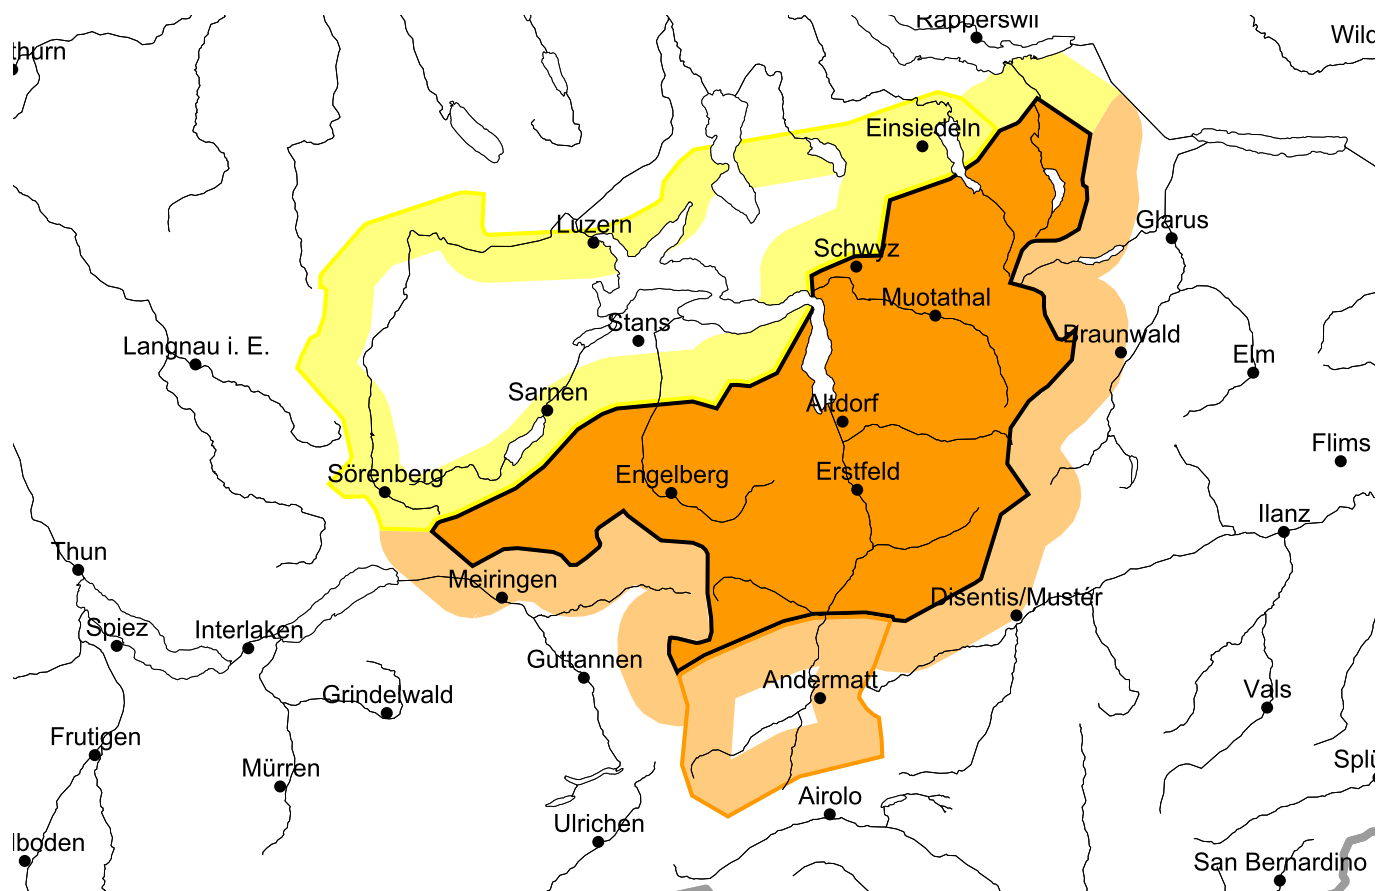 Rapperswil
Wild
thurn
Einsiedeln
Glarus
Luzern
Schwyz
Muotathal
Stans
Braunwald
Langnau i. E.
Elm
Sarnen
Altdorf
Flims
Sörenberg
Engelberg
Erstfeld
Ilanz
Thun
Meiringen
Disentis/Mustér
Spiez
Interlaken
Guttannen
Andermatt
Vals
Grindelwald
Frutigen
Mürren
Splü
Airolo
Ulrichen
lboden
San Bernardino